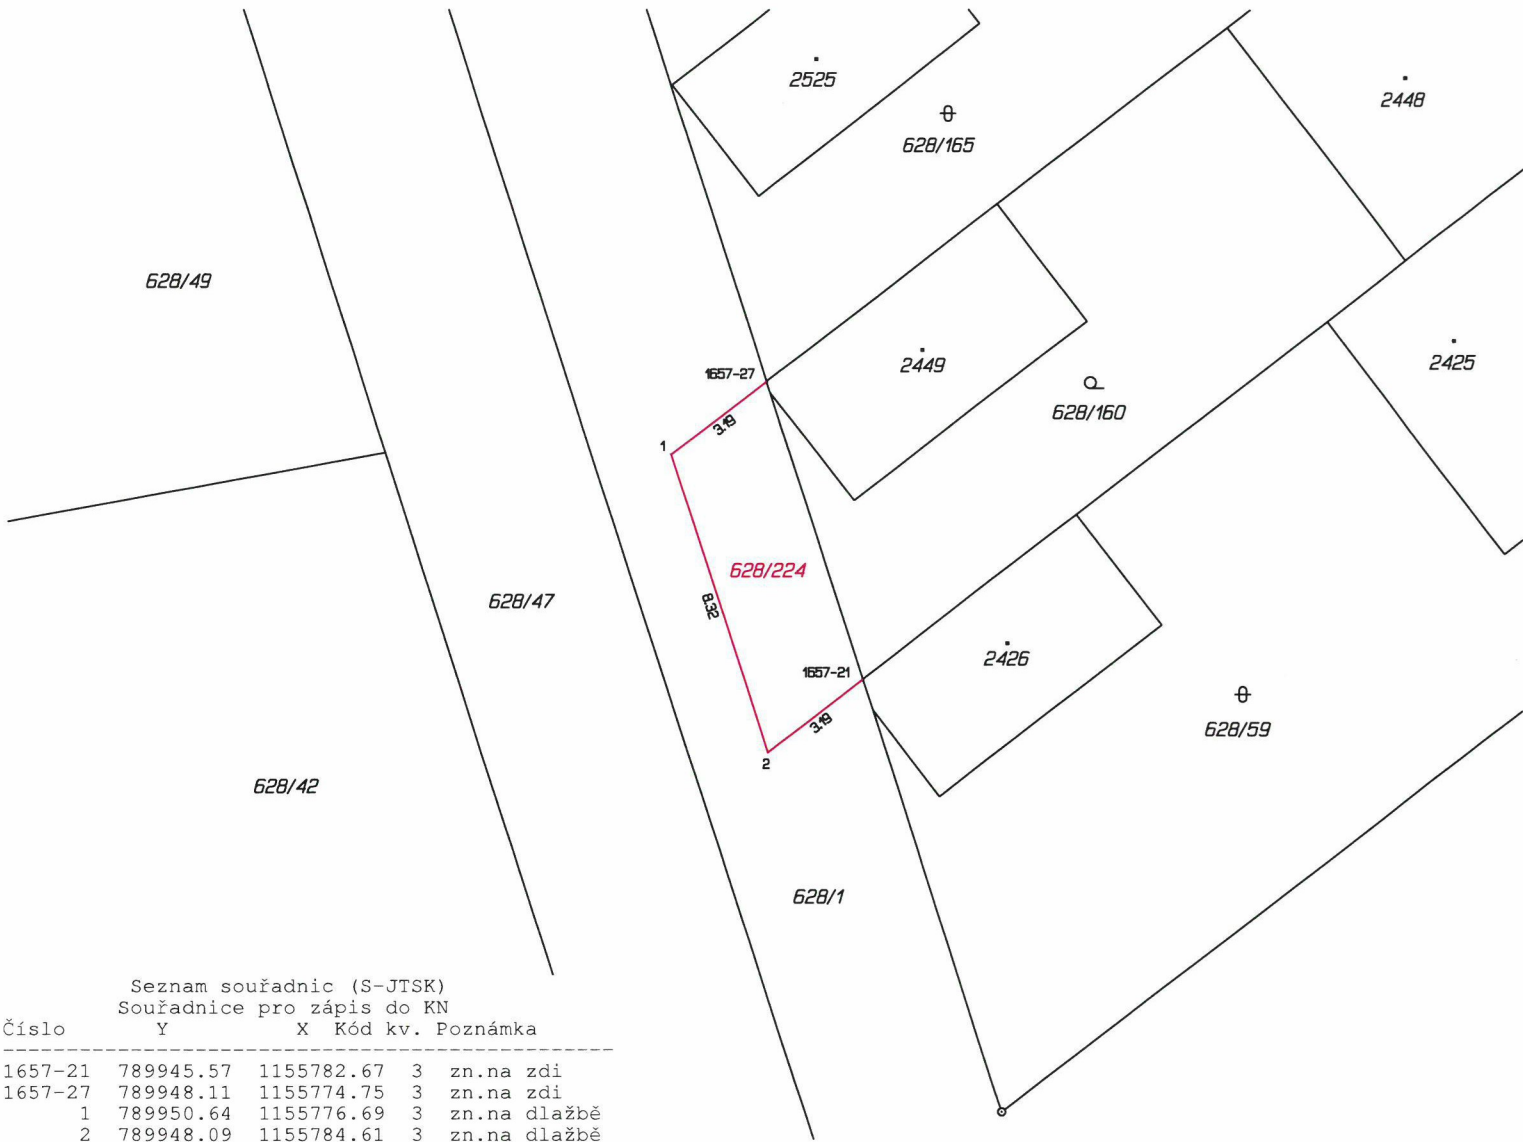 2525
2448
628/165
628/49
2449
2425
1657-27
628/160
3.19
1
628/224
8.32
628/47
2426
1657-21
628/59
3.19
2
628/42
628/1
Seznam souřadnic (S-JTSK)
Souřadnice pro zápis do KN
Číslo Y X Kód kv. Poznámka
1657-21 789945.57 1155782.67 3 zn.na zdi
1657-27 789948.11 1155774.75 3 zn.na zdi
1 789950.64 1155776.69 3 zn.na dlažbě
2 789948.09 1155784.61 3 zn.na dlažbě